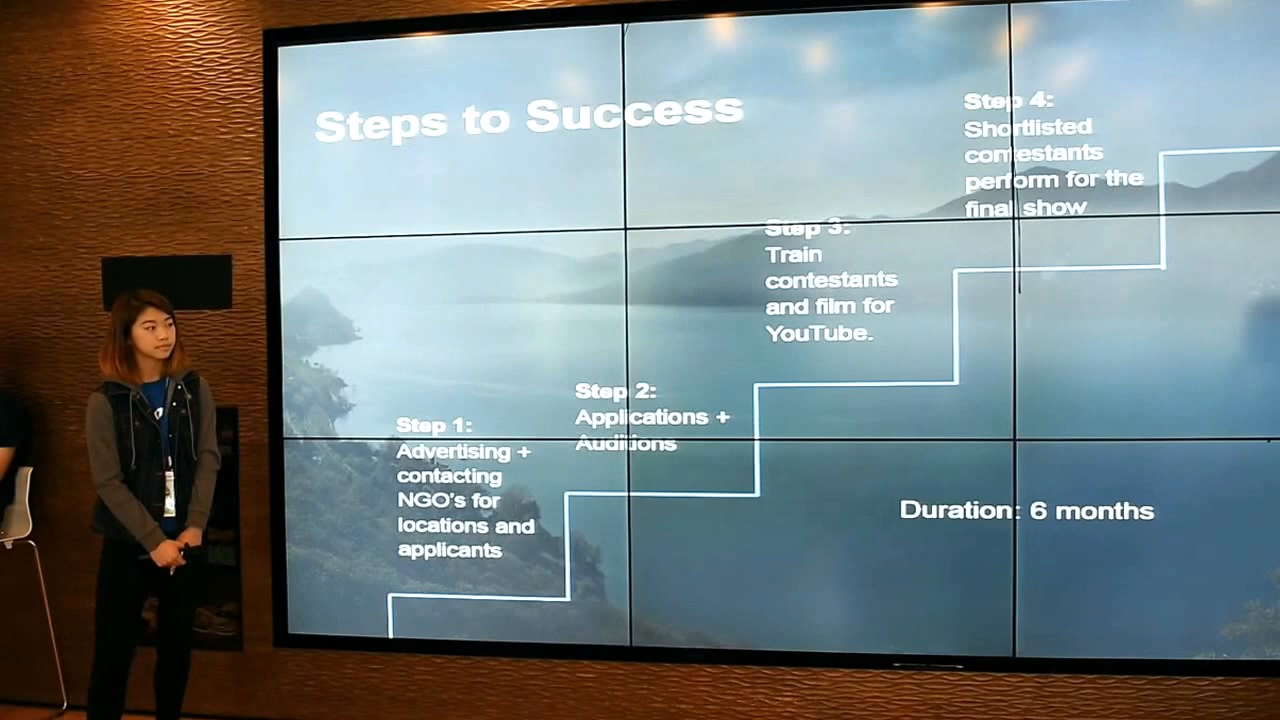 Steps to Success
Step 1:
Advertising +
contacting
NGO's for
locations and
applicants
Step 2:
Applications +
Auditions
Step 3:
Train
contestants
and film for
YouTube.
Step 4:
Shortlisted
contestants
perform for the
final show
Duration: 6 months